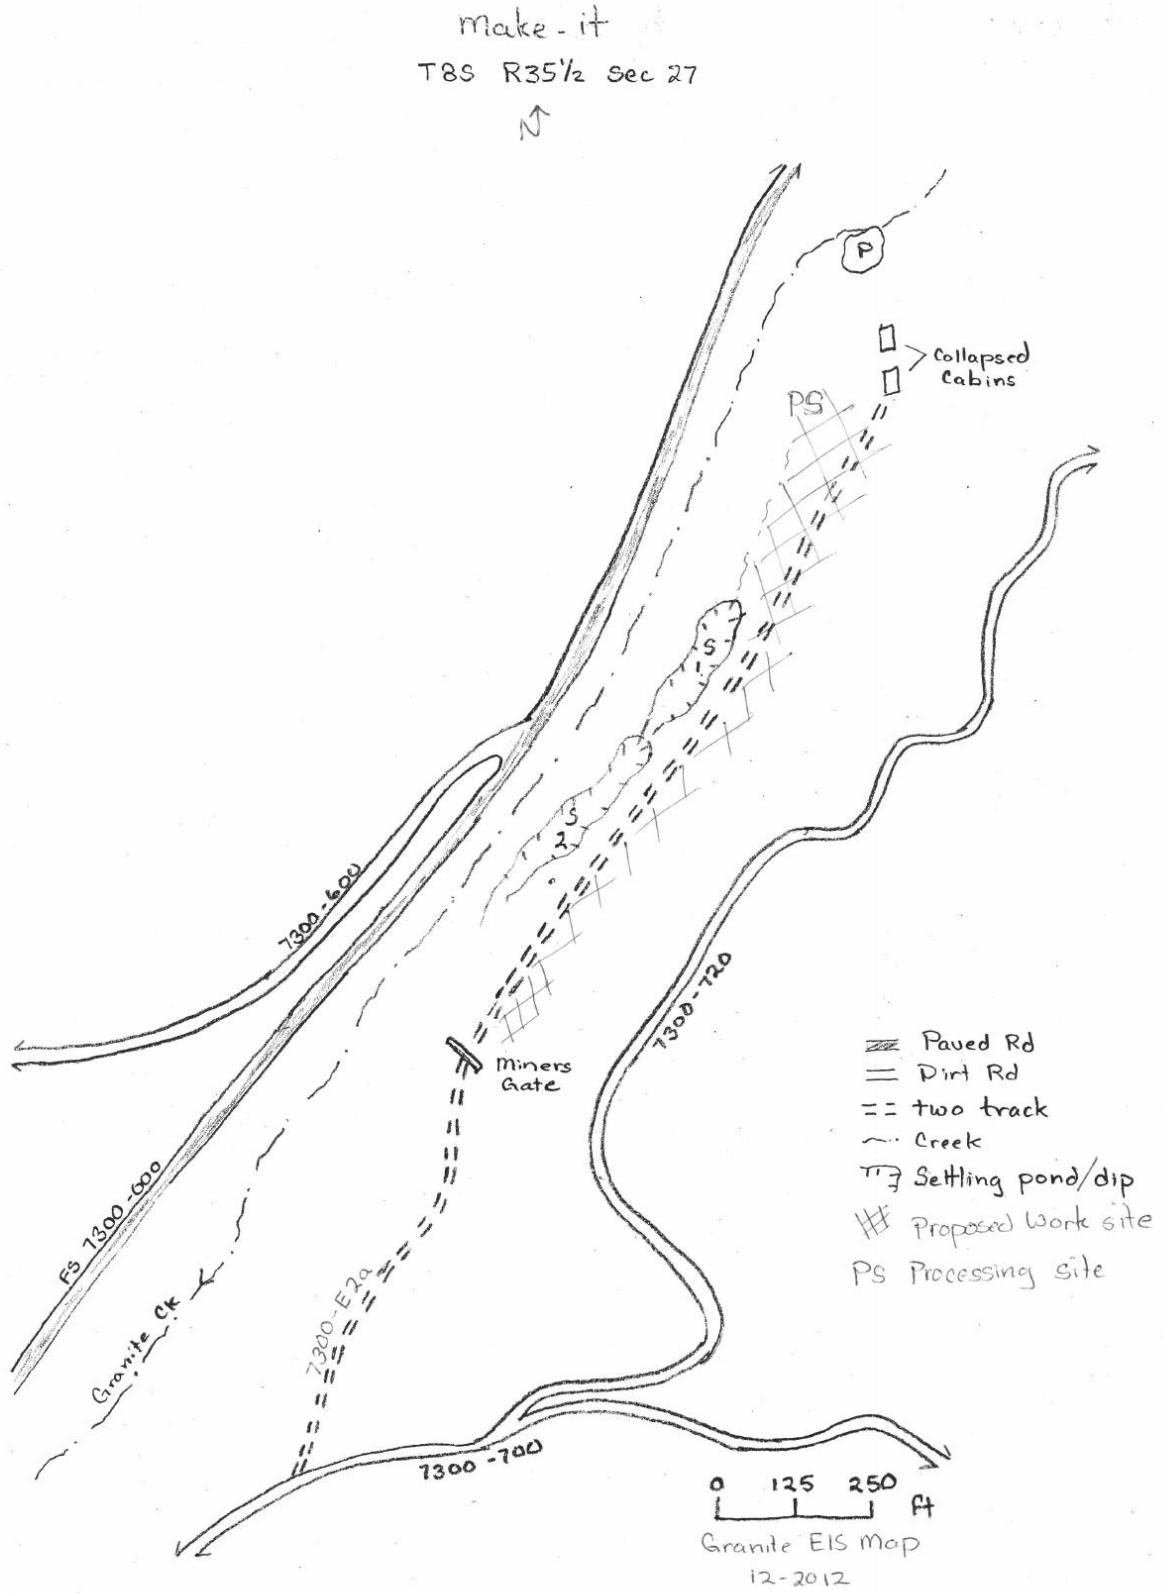 Make-it
T8S R35½ Sec 27
N
P
Collapsed
Cabins
PS
S
1.
S
2
7300-600
7300-720
Miners
Gate
Paved Rd
Dirt Rd
two track
Creek
Settling pond/dip
Proposed Work site
PS Processing site
FS 7300-000
7300-E2a
Granite CK
7300-700
0 125 250
ft
Granite EIS Map
12-2012